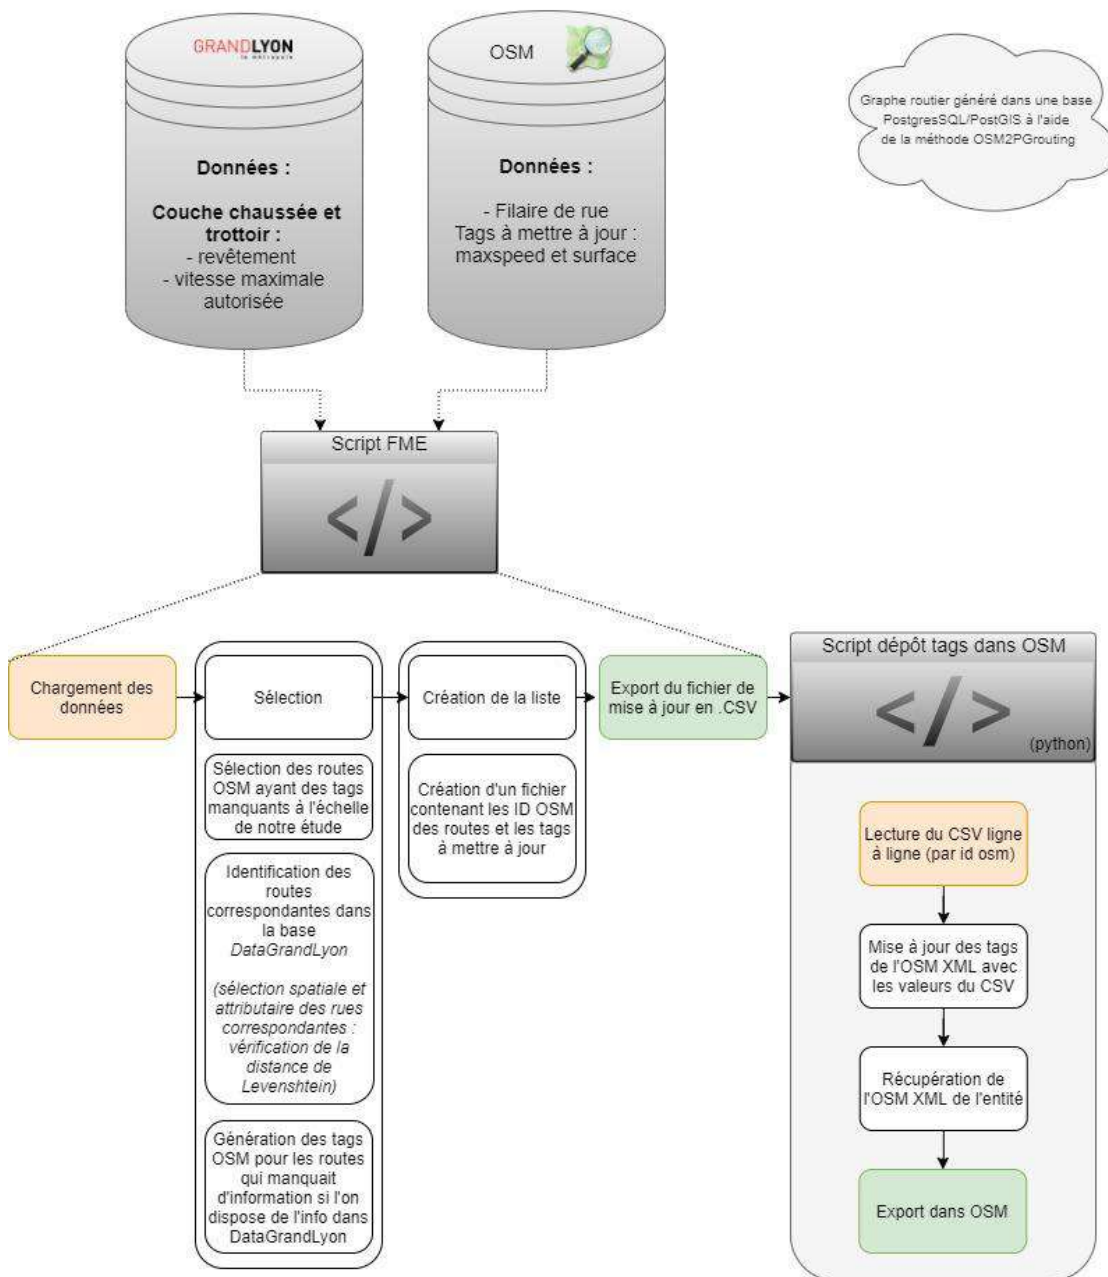 GRANDLYON
la métropole
Données :
Couche chaussée et
trottoir :
- revêtement
- vitesse maximale
autorisée
OSM
Données :
- Filaire de rue
Tags à mettre à jour :
maxspeed et surface
Graphe routier généré dans une base
PostgresSQL/PostGIS à l'aide
de la méthode OSM2PGrouting
Script FME
</>
Chargement des
données
Sélection
Sélection des routes
OSM ayant des tags
manquants à l'échelle
de notre étude
Identification des
routes
correspondantes dans
la base
DataGrandLyon
(sélection spatiale et
attributaire des rues
correspondantes :
vérification de la
distance de
Levenshtein)
Génération des tags
OSM pour les routes
qui manquait
d'information si l'on
dispose de l'info dans
DataGrandLyon
Création de la liste
Création d'un fichier
contenant les ID OSM
des routes et les tags
à mettre à jour
Export du fichier de
mise à jour en .CSV
Script dépôt tags dans OSM
</>
(python)
Lecture du CSV ligne
à ligne (par id osm)
Mise à jour des tags
de l'OSM XML avec
les valeurs du CSV
Récupération de
l'OSM XML de l'entité
Export dans OSM